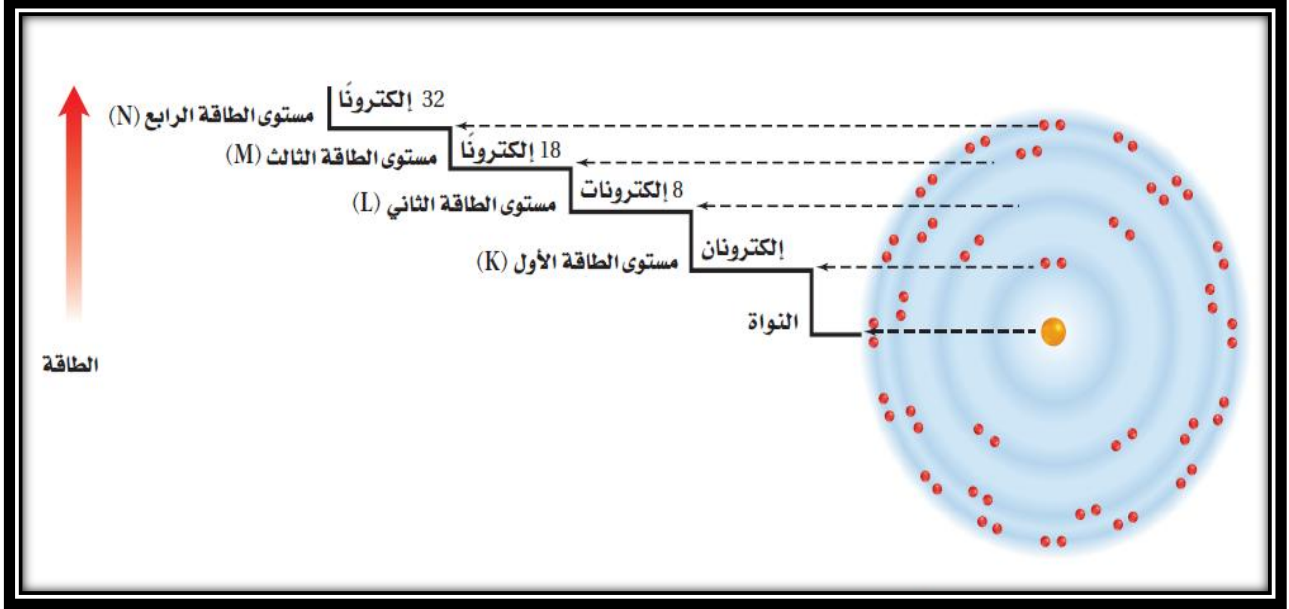 32 إلكترونًا
مستوى الطاقة الرابع (N)
18 إلكترونًا
مستوى الطاقة الثالث (M)
8 إلكترونات
مستوى الطاقة الثاني (L)
إلكترونان
مستوى الطاقة الأول (K)
النواة
الطاقة